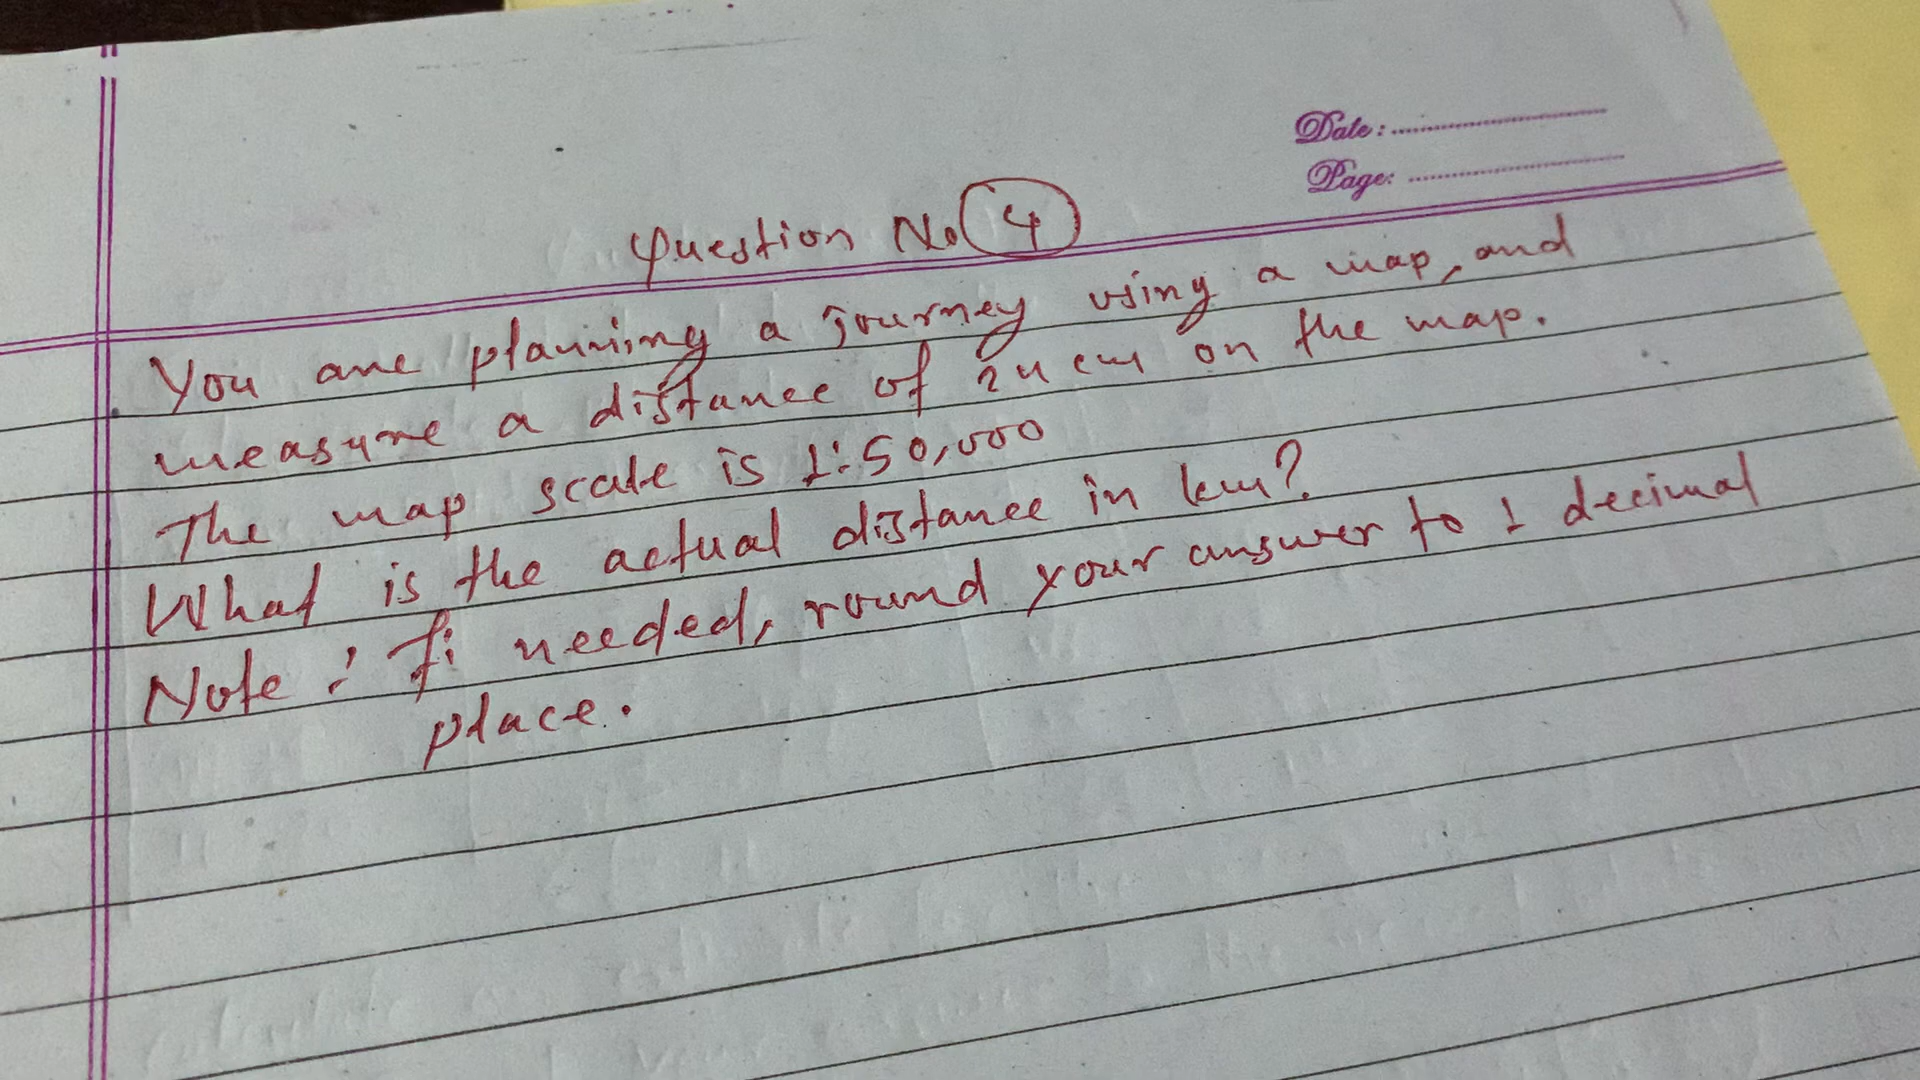 Date:
Page:
Question No 4
You are planning a journey using a map, and
measure a distance of 24 cm on the map.
The map scale is 1:50,000
What is the actual distance in km?
Note : If needed, round your answer to 1 decimal
place.